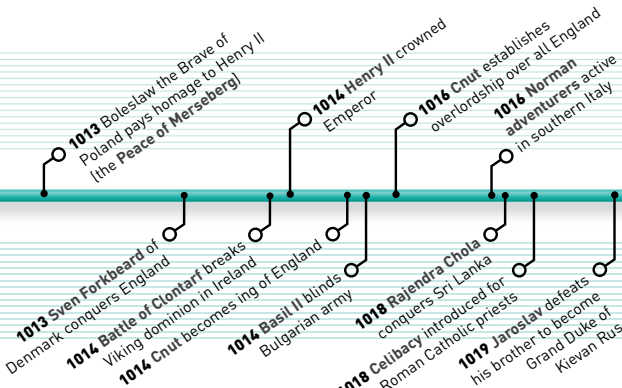 1013 Boleslaw the Brave of
Poland pays homage to Henry II
(the Peace of Merseberg)
1014 Henry II crowned
Emperor
1016 Cnut establishes
overlordship over all England
1016 Norman
adventurers active
in southern Italy
1013 Sven Forkbeard of
Denmark conquers England
1014 Battle of Clontarf breaks
Viking dominion in Ireland
1014 Cnut becomes ing of England
1014 Basil II blinds
Bulgarian army
1018 Rajendra Chola
conquers Sri Lanka
1018 Celibacy introduced for
Roman Catholic priests
1019 Jaroslav defeats
his brother to become
Grand Duke of
Kievan Rus